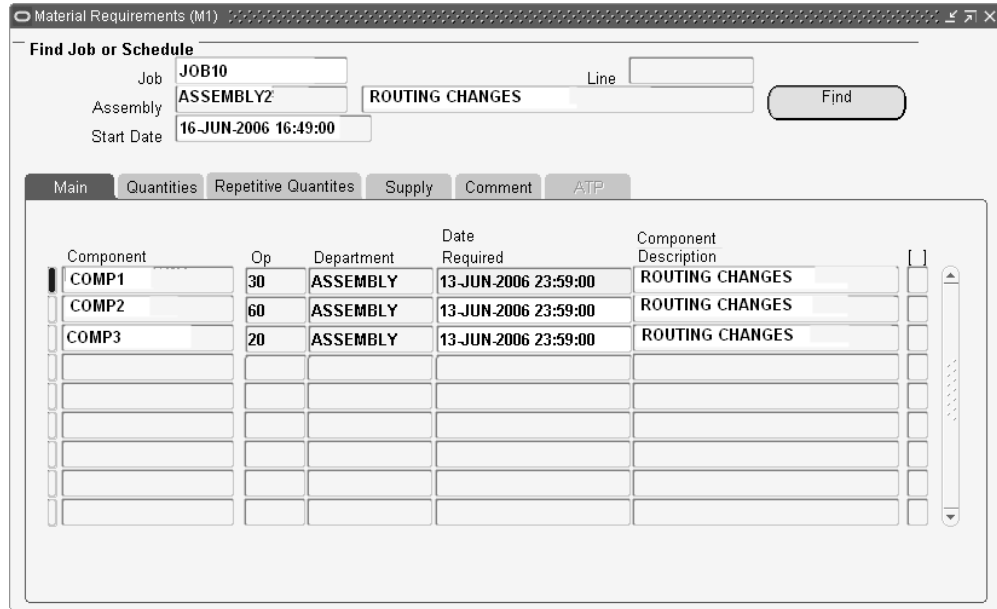 Material Requirements (M1)
Find Job or Schedule
Job JOB10 Line
Assembly ASSEMBLY2 ROUTING CHANGES Find
Start Date 16-JUN-2006 16:49:00
Main Quantities Repetitive Quantites Supply Comment ATP
Date Component
Component Op Department Required Description [ ]
COMP1 30 ASSEMBLY 13-JUN-2006 23:59:00 ROUTING CHANGES
COMP2 60 ASSEMBLY 13-JUN-2006 23:59:00 ROUTING CHANGES
COMP3 20 ASSEMBLY 13-JUN-2006 23:59:00 ROUTING CHANGES